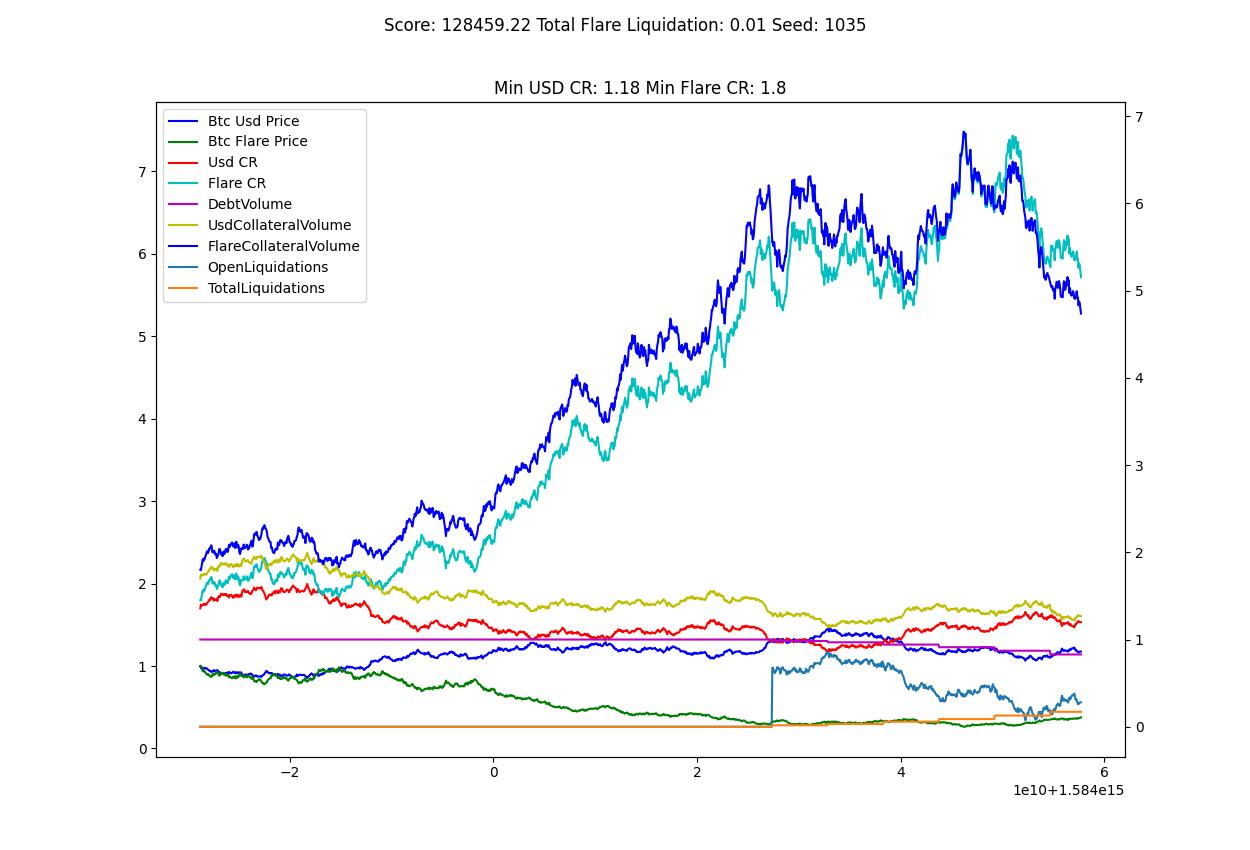 Score: 128459.22 Total Flare Liquidation: 0.01 Seed: 1035
Min USD CR: 1.18 Min Flare CR: 1.8
Btc Usd Price
Btc Flare Price
Usd CR
Flare CR
DebtVolume
UsdCollateralVolume
FlareCollateralVolume
OpenLiquidations
TotalLiquidations
7
6
5
4
3
2
1
0
7
6
5
4
3
2
1
0
−2 0 2 4 6
1e10+1.584e15